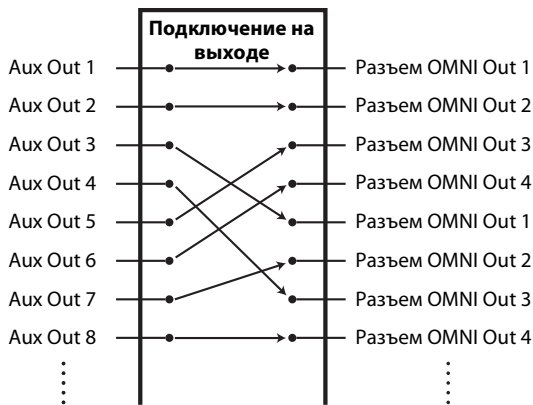 Подключение на
выходе
Aux Out 1
Разъем OMNI Out 1
Aux Out 2
Разъем OMNI Out 2
Aux Out 3
Разъем OMNI Out 3
Aux Out 4
Разъем OMNI Out 4
Aux Out 5
Разъем OMNI Out 1
Aux Out 6
Разъем OMNI Out 2
Aux Out 7
Разъем OMNI Out 3
Aux Out 8
Разъем OMNI Out 4